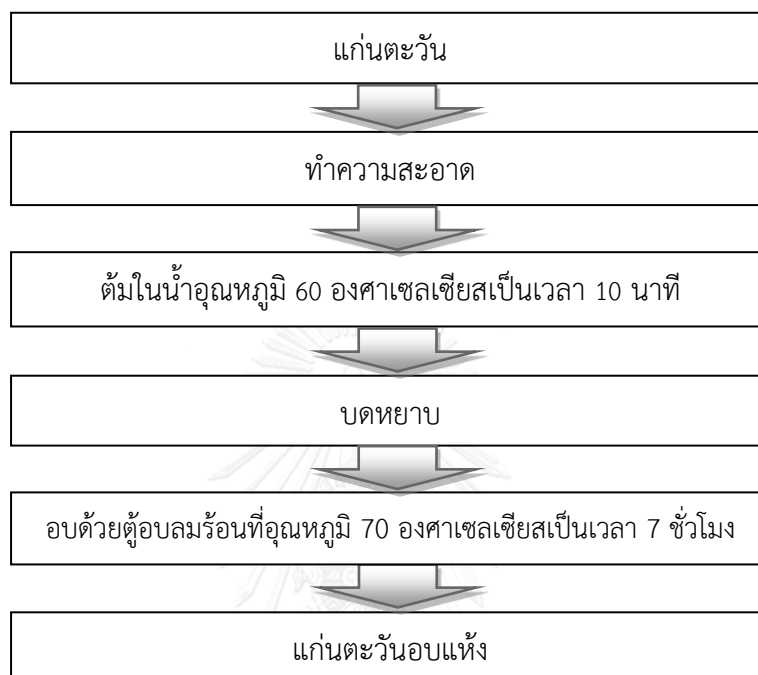 แก่นตะวัน
ทำความสะอาด
ต้มในน้ำอุณหภูมิ 60 องศาเซลเซียสเป็นเวลา 10 นาที
บดหยาบ
อบด้วยตู้อบลมร้อนที่อุณหภูมิ 70 องศาเซลเซียสเป็นเวลา 7 ชั่วโมง
แก่นตะวันอบแห้ง